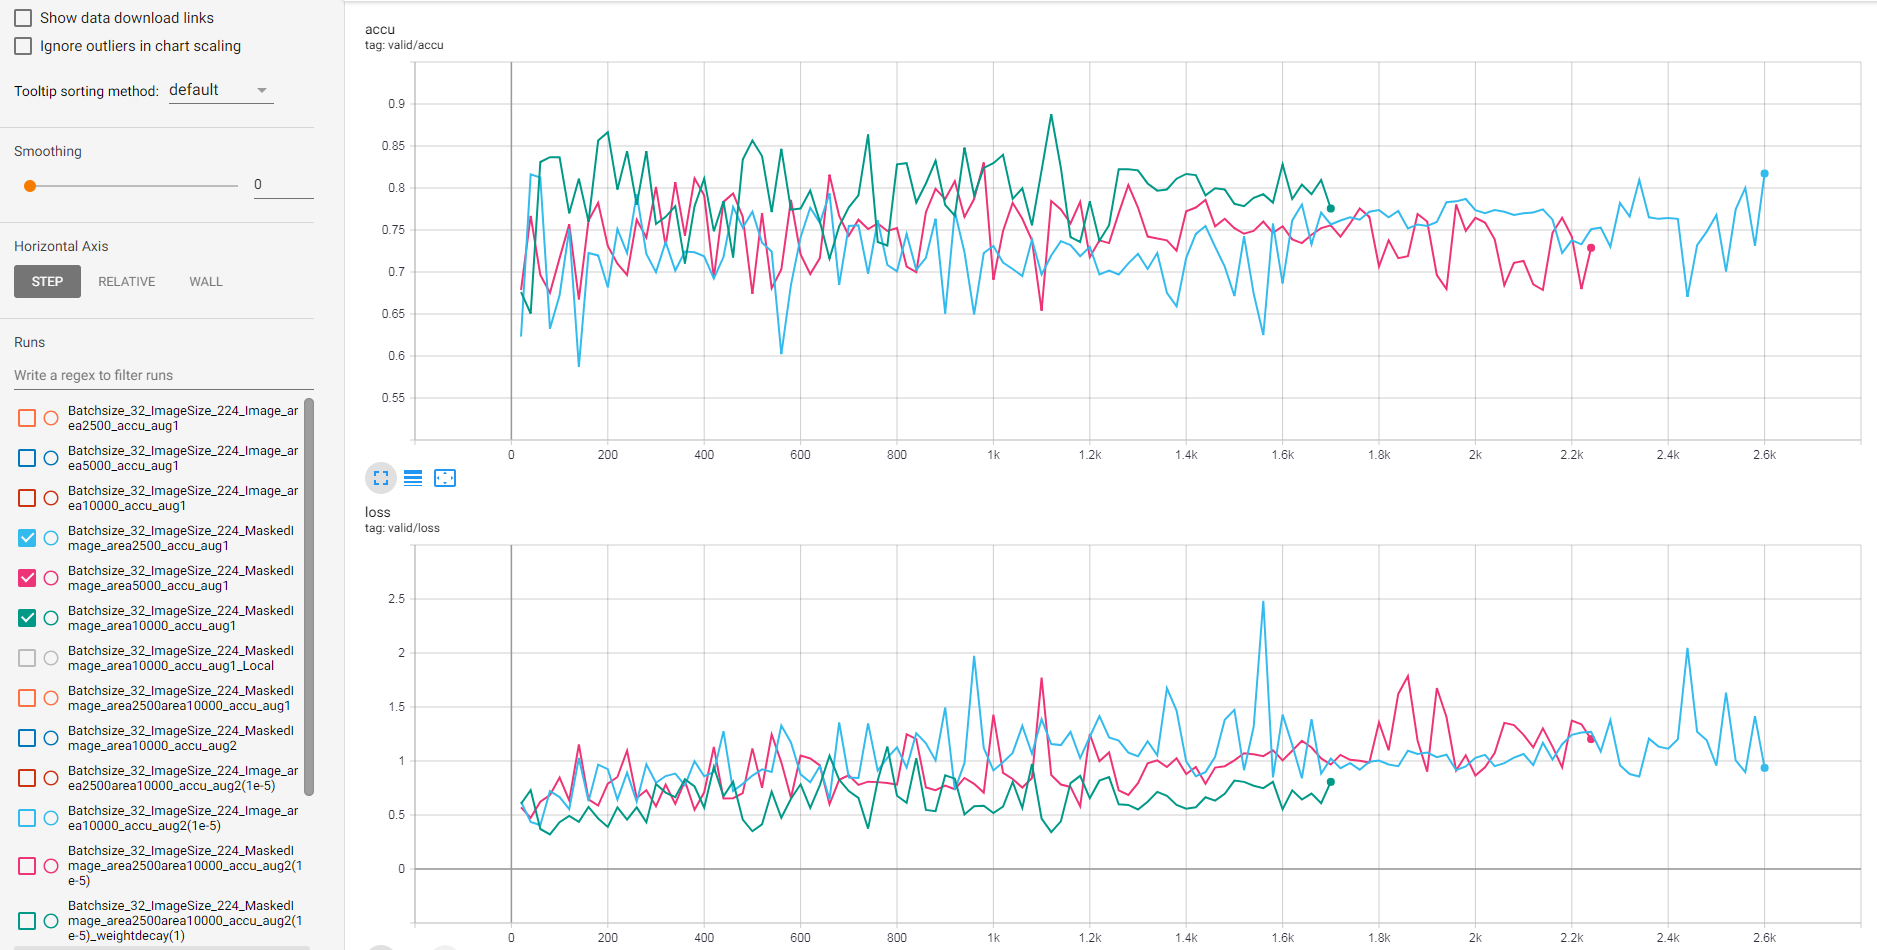 Show data download links
Ignore outliers in chart scaling
Tooltip sorting method: default
Smoothing
0
Horizontal Axis
STEP RELATIVE WALL
Runs
Write a regex to filter runs
Batchsize_32_ImageSize_224_Image_ar
ea2500_accu_aug1
Batchsize_32_ImageSize_224_Image_ar
ea5000_accu_aug1
Batchsize_32_ImageSize_224_Image_ar
ea10000_accu_aug1
Batchsize_32_ImageSize_224_MaskedI
mage_area2500_accu_aug1
Batchsize_32_ImageSize_224_MaskedI
mage_area5000_accu_aug1
Batchsize_32_ImageSize_224_MaskedI
mage_area10000_accu_aug1
Batchsize_32_ImageSize_224_MaskedI
mage_area10000_accu_aug1_Local
Batchsize_32_ImageSize_224_MaskedI
mage_area2500area10000_accu_aug1
Batchsize_32_ImageSize_224_MaskedI
mage_area10000_accu_aug2
Batchsize_32_ImageSize_224_Image_ar
ea2500area10000_accu_aug2(1e-5)
Batchsize_32_ImageSize_224_Image_ar
ea10000_accu_aug2(1e-5)
Batchsize_32_ImageSize_224_MaskedI
mage_area2500area10000_accu_aug2(1
e-5)
Batchsize_32_ImageSize_224_MaskedI
mage_area2500area10000_accu_aug2(1
e-5)_weightdecay(1)
accu
tag: valid/accu
0.9
0.85
0.8
0.75
0.7
0.65
0.6
0.55
0 200 400 600 800 1k 1.2k 1.4k 1.6k 1.8k 2k 2.2k 2.4k 2.6k
loss
tag: valid/loss
2.5
2
1.5
1
0.5
0
0 200 400 600 800 1k 1.2k 1.4k 1.6k 1.8k 2k 2.2k 2.4k 2.6k